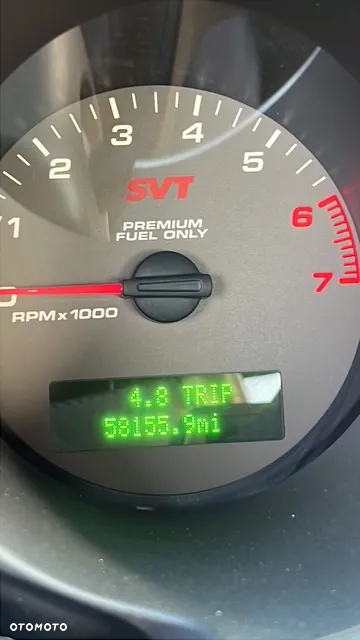 1
2
3
4
5
6
7
0
SVT
PREMIUM
FUEL ONLY
RPM x 1000
4.8 TRIP
58155.9mi
OTOMOTO